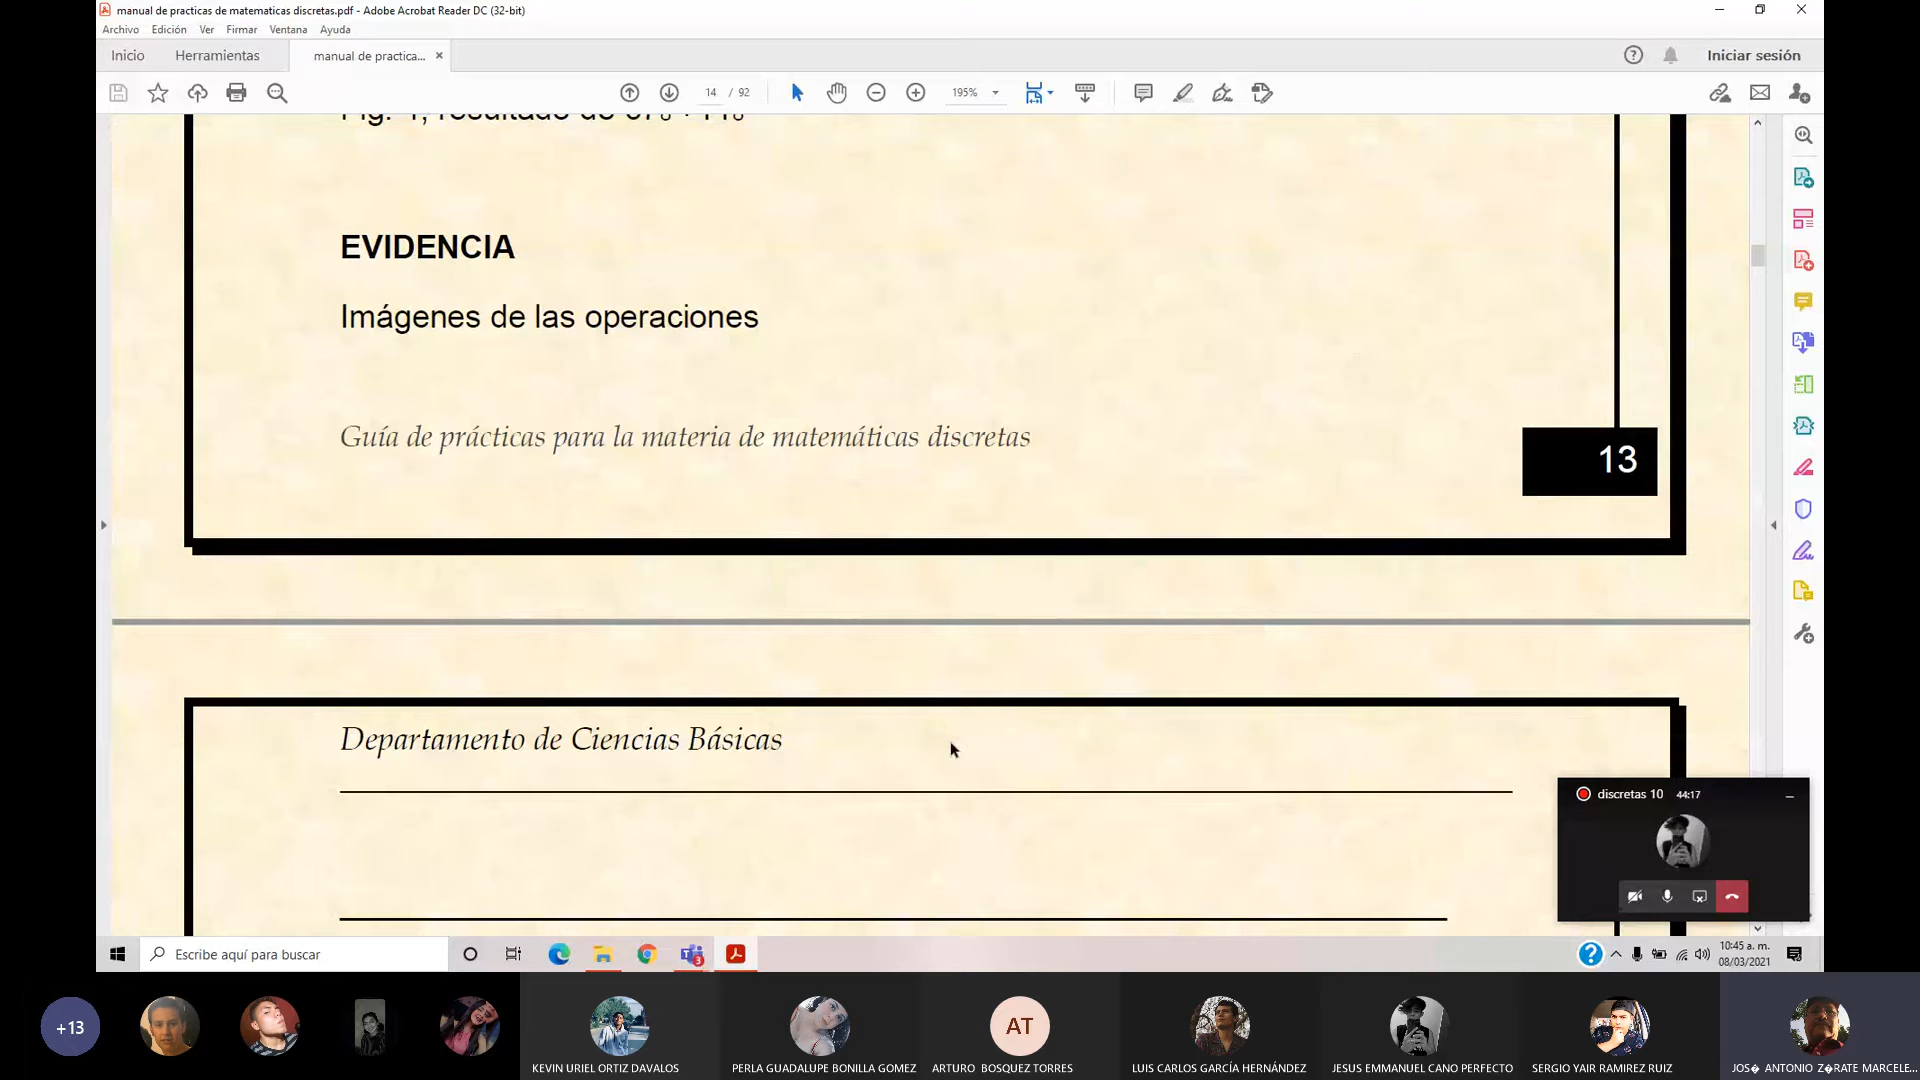 manual de practicas de matematicas discretas.pdf - Adobe Acrobat Reader DC (32-bit)
Archivo Edición Ver Firmar Ventana Ayuda
Inicio Herramientas manual de practica... Iniciar sesión
14 / 92 195%
EVIDENCIA
Imágenes de las operaciones
Guía de prácticas para la materia de matemáticas discretas
13
Departamento de Ciencias Básicas
discretas 10 44:17
Escribe aquí para buscar
10:45 a. m.
08/03/2021
+13
AT
KEVIN URIEL ORTIZ DAVALOS
PERLA GUADALUPE BONILLA GOMEZ
ARTURO BOSQUEZ TORRES
LUIS CARLOS GARCÍA HERNÁNDEZ
JESUS EMMANUEL CANO PERFECTO
SERGIO YAIR RAMIREZ RUIZ
JOS� ANTONIO Z�RATE MARCELE...